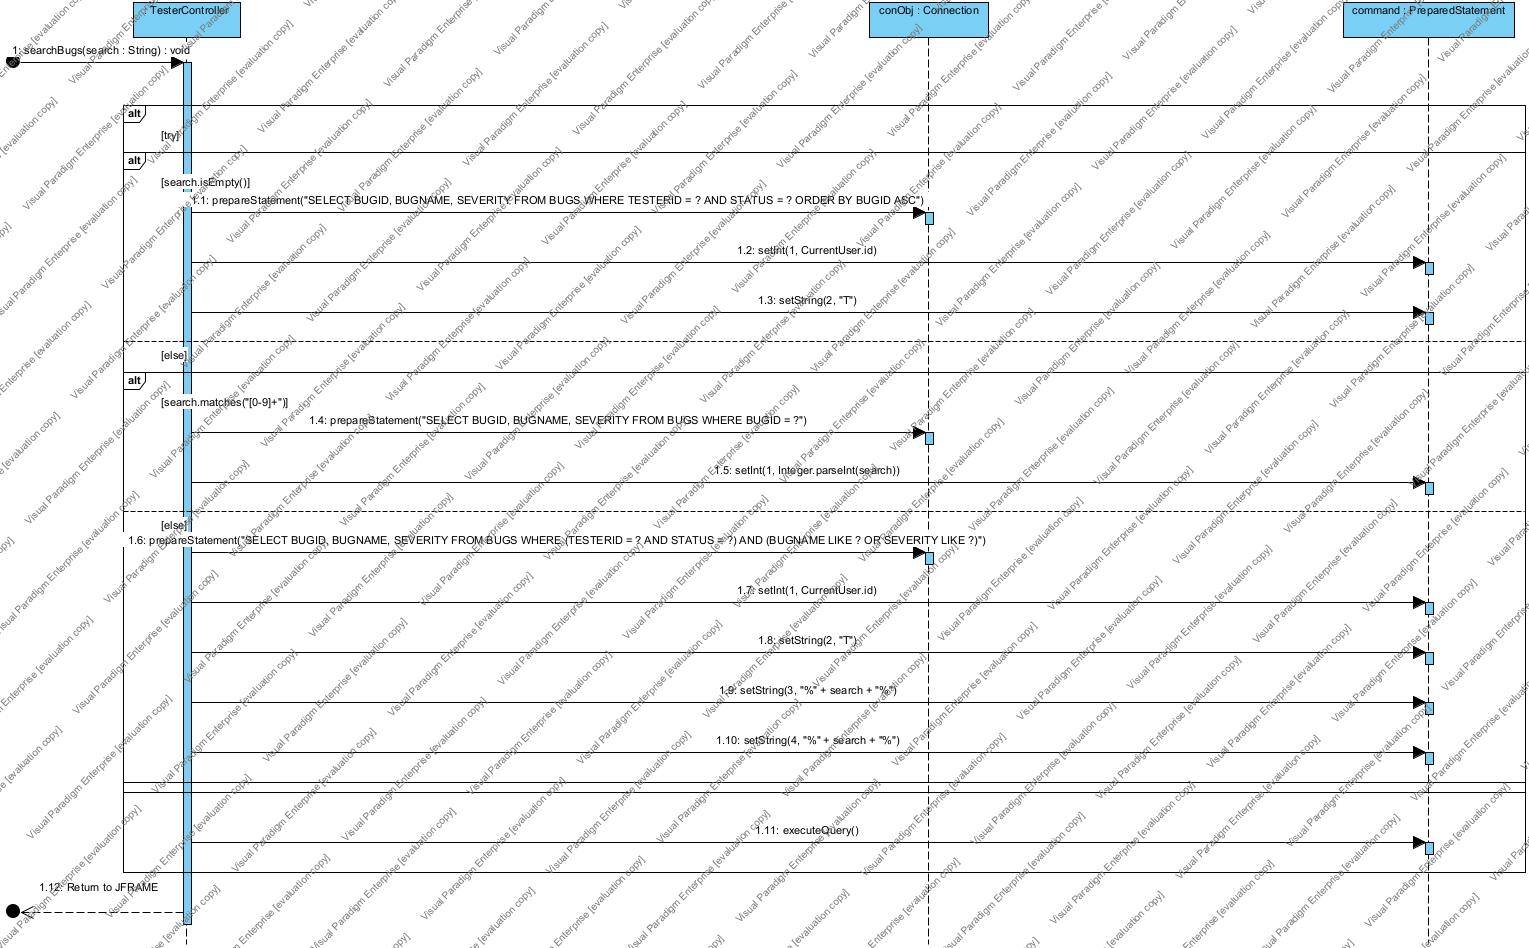 TesterController
conObj : Connection
command : PreparedStatement
1: searchBugs(search : String) : void
alt
[try]
alt
[search.isEmpty()]
1.1: prepareStatement("SELECT BUGID, BUGNAME, SEVERITY FROM BUGS WHERE TESTERID = ? AND STATUS = ? ORDER BY BUGID ASC")
1.2: setInt(1, CurrentUser.id)
1.3: setString(2, "T")
[else]
alt
[search.matches("[0-9]+")]
1.4: prepareStatement("SELECT BUGID, BUGNAME, SEVERITY FROM BUGS WHERE BUGID = ?")
1.5: setInt(1, Integer.parseInt(search))
[else]
1.6: prepareStatement("SELECT BUGID, BUGNAME, SEVERITY FROM BUGS WHERE (TESTERID = ? AND STATUS = ?) AND (BUGNAME LIKE ? OR SEVERITY LIKE ?)")
1.7: setInt(1, CurrentUser.id)
1.8: setString(2, "T")
1.9: setString(3, "%" + search + "%")
1.10: setString(4, "%" + search + "%")
1.11: executeQuery()
1.12: Return to JFRAME
Visual Paradigm Enterprise [evaluation copy]